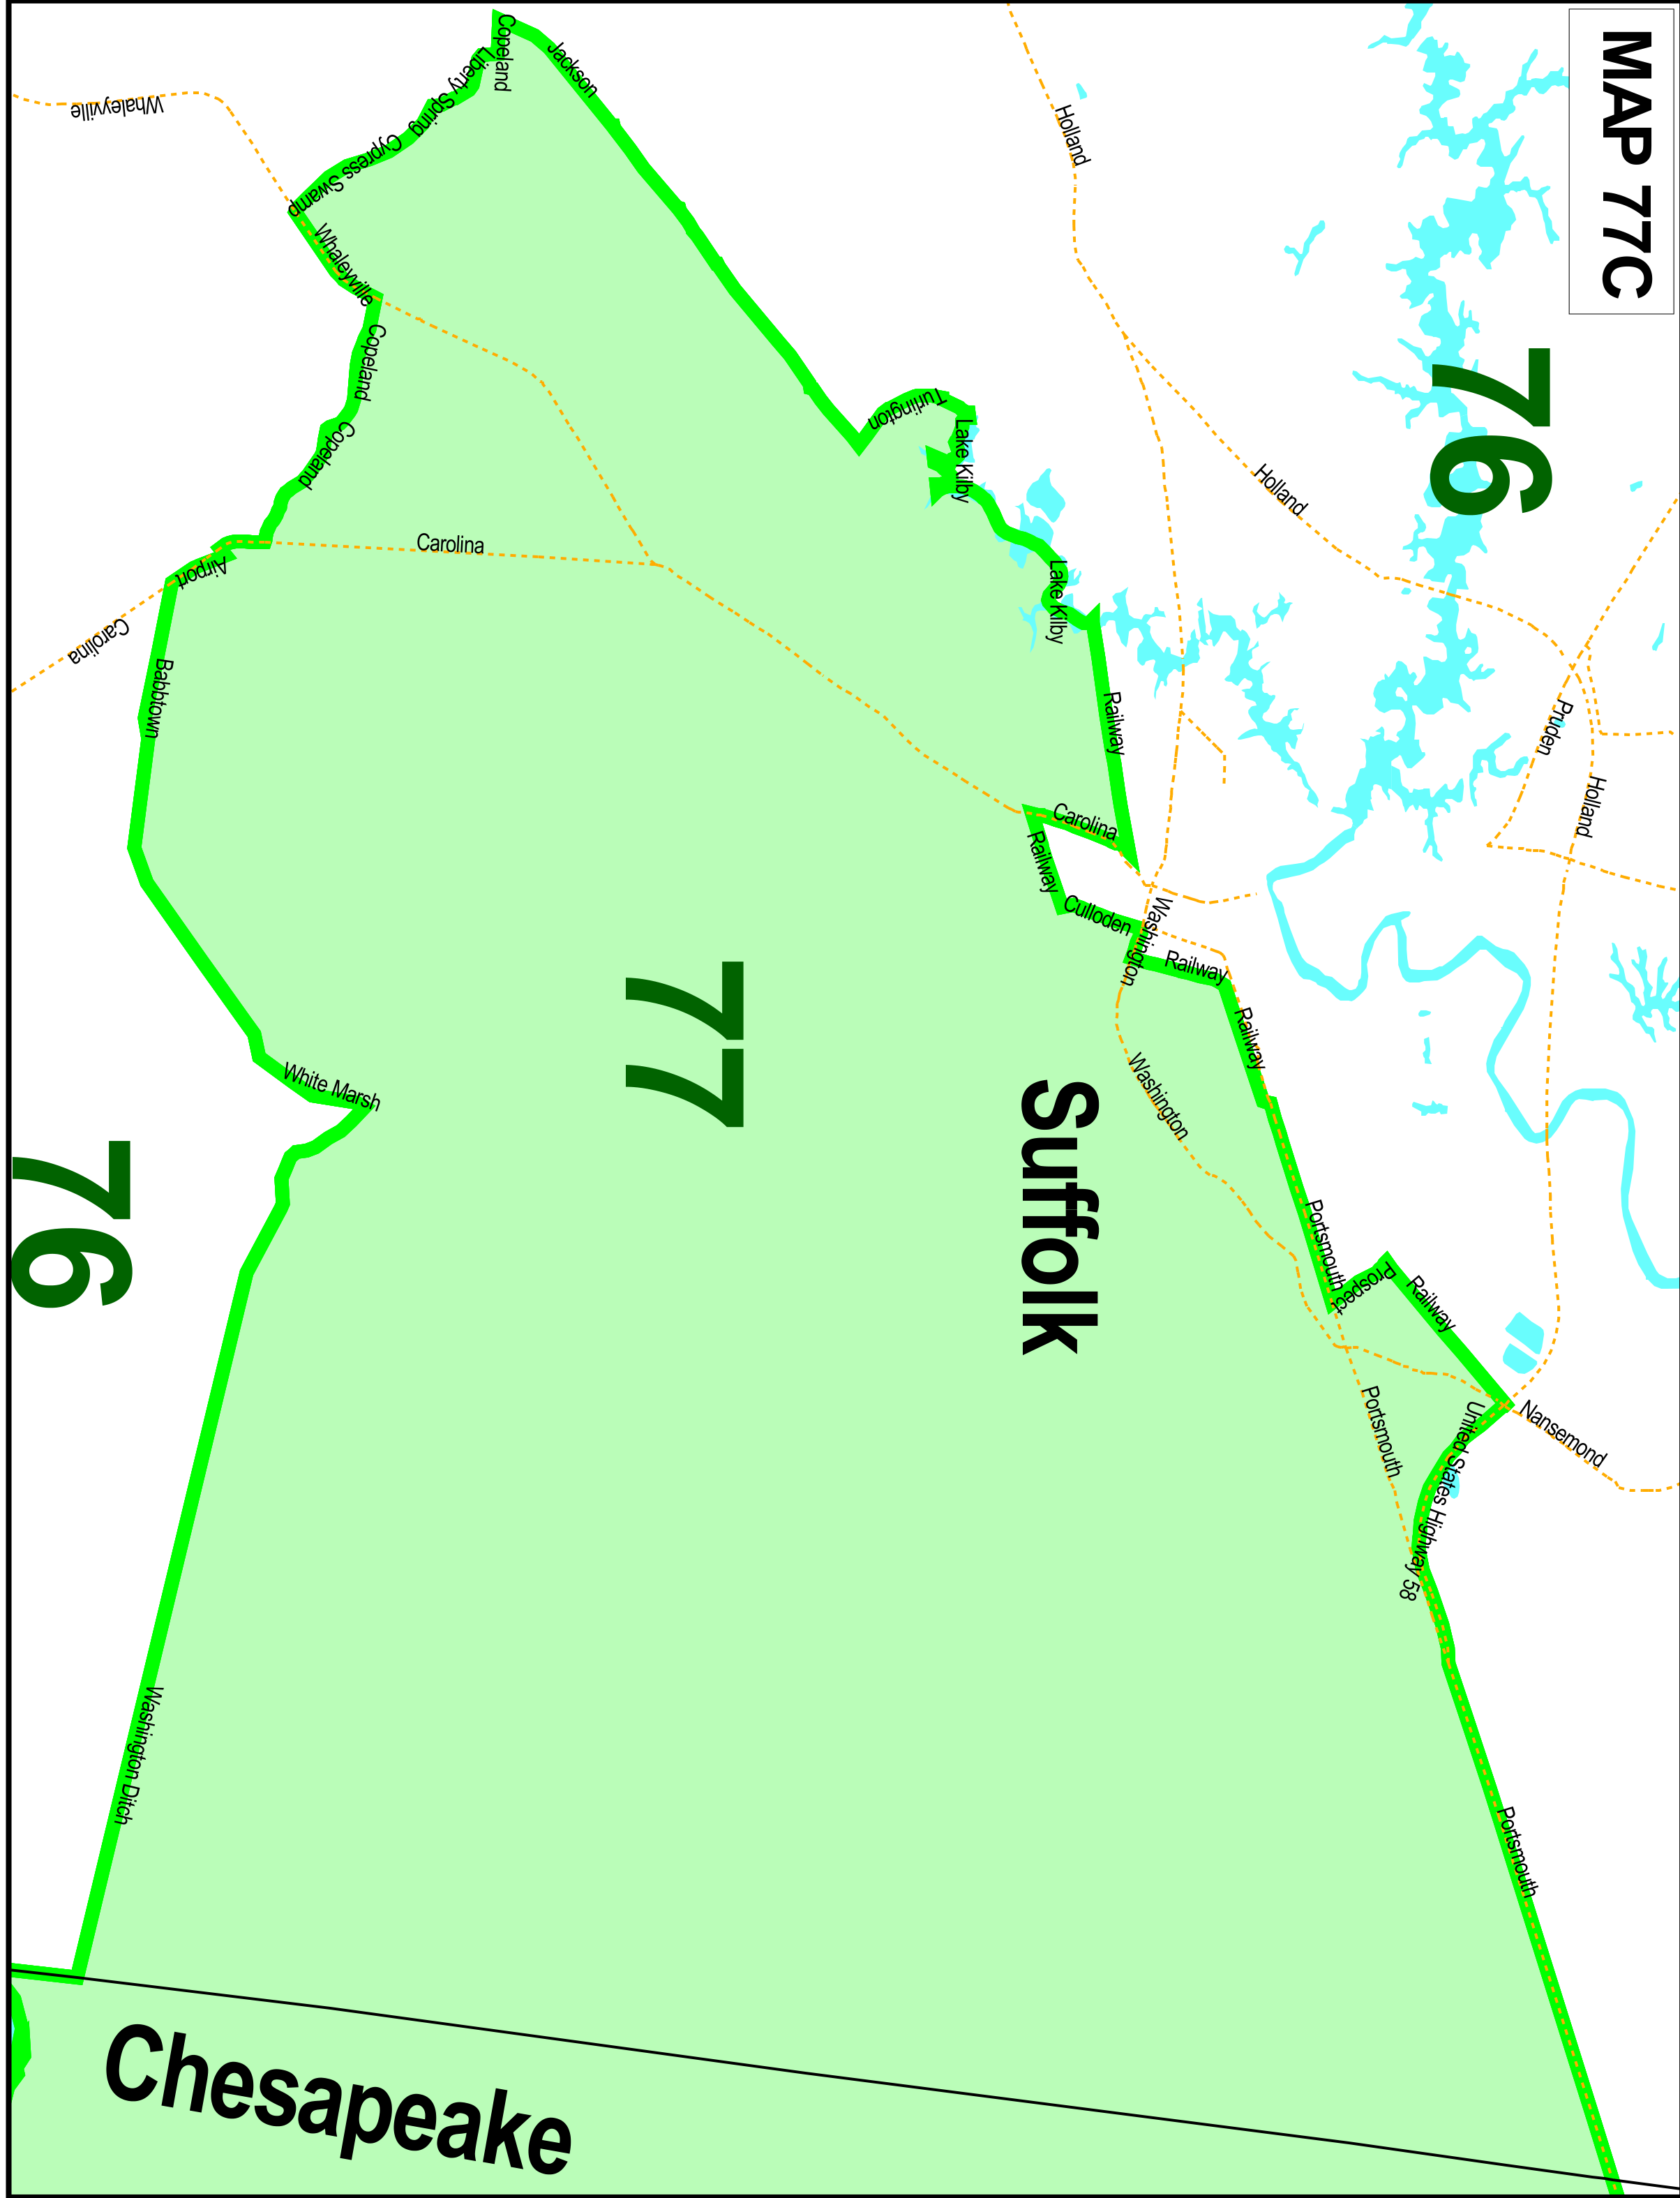 MAP 77C
76
Holland
Holland
Pruden
Holland
Jackson
Copeland
Liberty Spring
Cypress Swamp
Whaleyville
Whaleyville
Copeland
Copeland
Carolina
Airport
Carolina
Babbtown
Turlington
Lake Kilby
Lake Kilby
Railway
Carolina
Railway
Culloden
Washington
Railway
Railway
Washington
Portsmouth
Prospect
Railway
Nansemond
United States Highway 58
Portsmouth
Portsmouth
77
Suffolk
White Marsh
76
Washington Ditch
Chesapeake